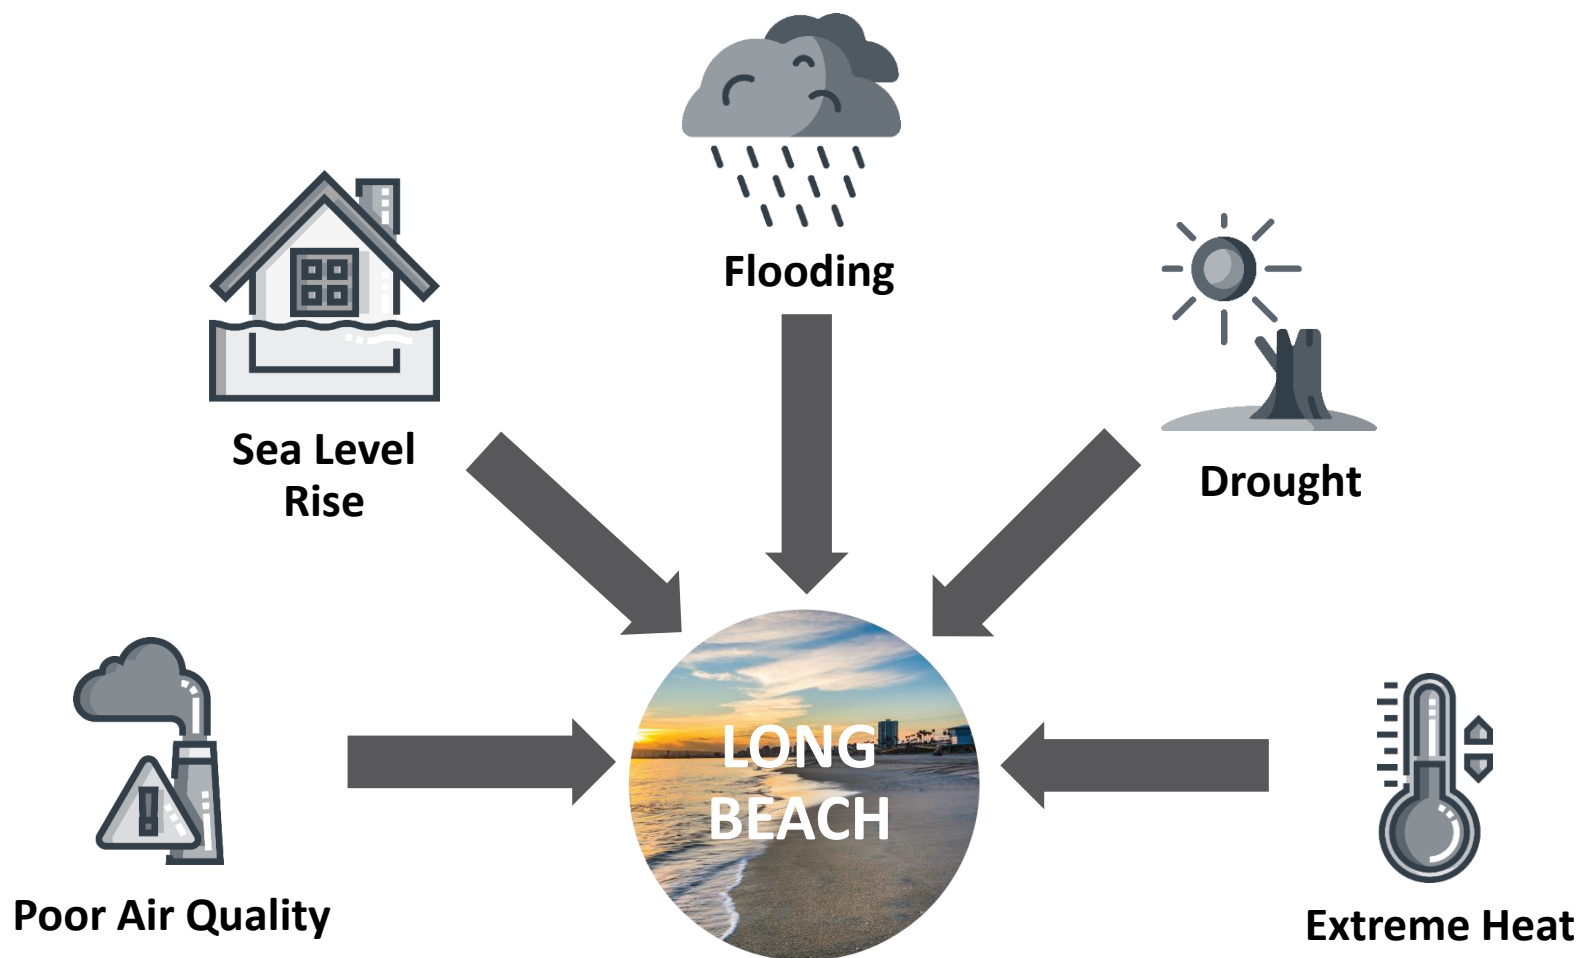 Flooding
Sea Level
Rise
Drought
LONG
BEACH
Poor Air Quality
Extreme Heat